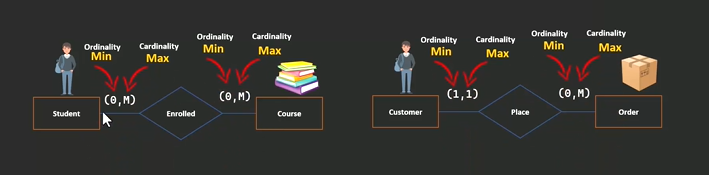 Ordinality Cardinality
Min Max
(0,M)
Ordinality Cardinality
Min Max
(0,M)
Student
Enrolled
Course
Ordinality Cardinality
Min Max
(1,1)
Ordinality Cardinality
Min Max
(0,M)
Customer
Place
Order